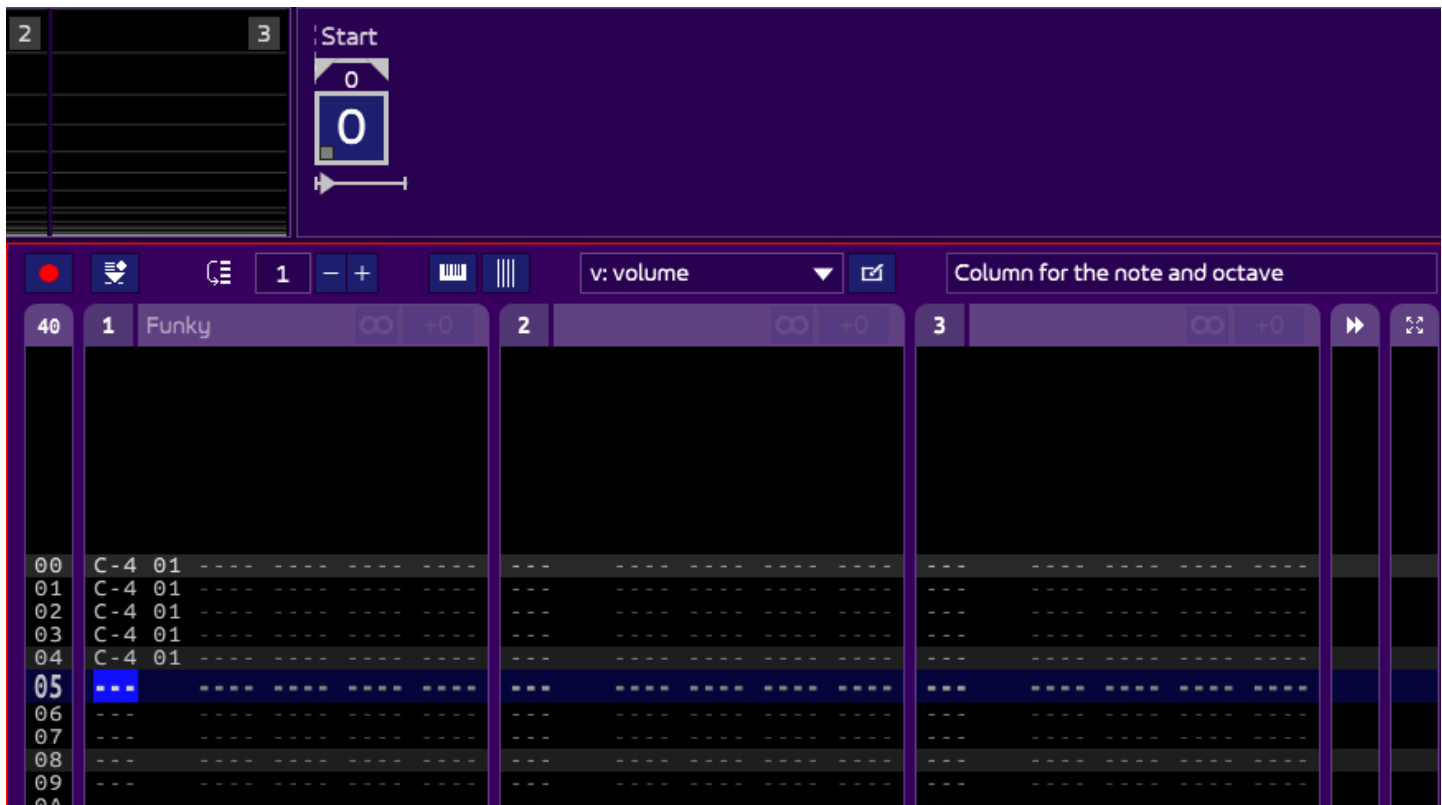 2 3 Start
0
0
1 − + v: volume Column for the note and octave
40 1 Funky ∞ +0 2 ∞ +0 3 ∞ +0
00 C-4 01 ---- ---- ---- ---- --- ---- ---- ---- ---- --- ---- ---- ---- ----
01 C-4 01 ---- ---- ---- ---- --- ---- ---- ---- ---- --- ---- ---- ---- ----
02 C-4 01 ---- ---- ---- ---- --- ---- ---- ---- ---- --- ---- ---- ---- ----
03 C-4 01 ---- ---- ---- ---- --- ---- ---- ---- ---- --- ---- ---- ---- ----
04 C-4 01 ---- ---- ---- ---- --- ---- ---- ---- ---- --- ---- ---- ---- ----
05 --- ---- ---- ---- ---- --- ---- ---- ---- ---- --- ---- ---- ---- ----
06 --- ---- ---- ---- ---- --- ---- ---- ---- ---- --- ---- ---- ---- ----
07 --- ---- ---- ---- ---- --- ---- ---- ---- ---- --- ---- ---- ---- ----
08 --- ---- ---- ---- ---- --- ---- ---- ---- ---- --- ---- ---- ---- ----
09 --- ---- ---- ---- ---- --- ---- ---- ---- ---- --- ---- ---- ---- ----